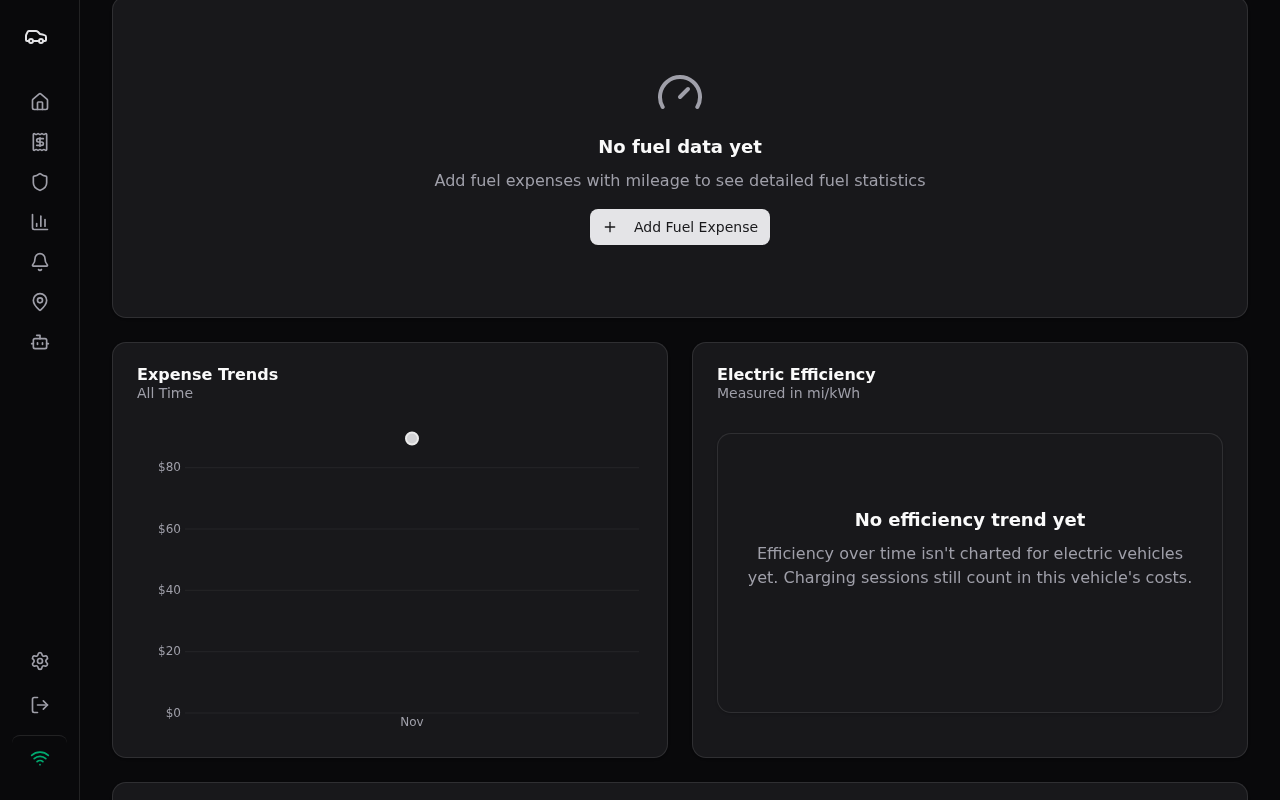 No fuel data yet
Add fuel expenses with mileage to see detailed fuel statistics
Add Fuel Expense
Expense Trends
All Time
$80
$60
$40
$20
$0
Nov
Electric Efficiency
Measured in mi/kWh
No efficiency trend yet
Efficiency over time isn't charted for electric vehicles
yet. Charging sessions still count in this vehicle's costs.